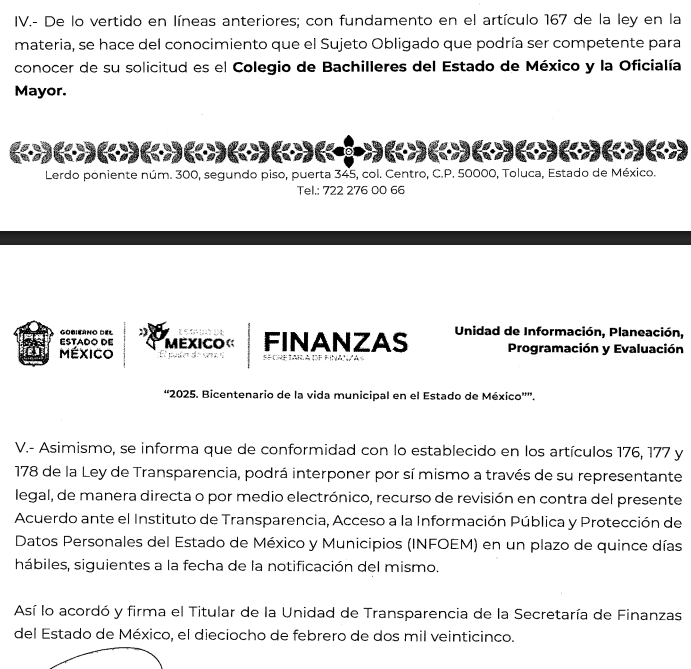 IV.- De lo vertido en líneas anteriores; con fundamento en el artículo 167 de la ley en la
materia, se hace del conocimiento que el Sujeto Obligado que podría ser competente para
conocer de su solicitud es el Colegio de Bachilleres del Estado de México y la Oficialía
Mayor.
Lerdo poniente núm. 300, segundo piso, puerta 345, col. Centro, C.P. 50000, Toluca, Estado de México.
Tel.: 722 276 00 66
GOBIERNO DEL
ESTADO DE
MÉXICO
ESTADO DE
MÉXICO
El poder de servir
FINANZAS
SECRETARÍA DE FINANZAS
Unidad de Información, Planeación,
Programación y Evaluación
“2025. Bicentenario de la vida municipal en el Estado de México””.
V.- Asimismo, se informa que de conformidad con lo establecido en los artículos 176, 177 y
178 de la Ley de Transparencia, podrá interponer por sí mismo a través de su representante
legal, de manera directa o por medio electrónico, recurso de revisión en contra del presente
Acuerdo ante el Instituto de Transparencia, Acceso a la Información Pública y Protección de
Datos Personales del Estado de México y Municipios (INFOEM) en un plazo de quince días
hábiles, siguientes a la fecha de la notificación del mismo.
Así lo acordó y firma el Titular de la Unidad de Transparencia de la Secretaría de Finanzas
del Estado de México, el dieciocho de febrero de dos mil veinticinco.